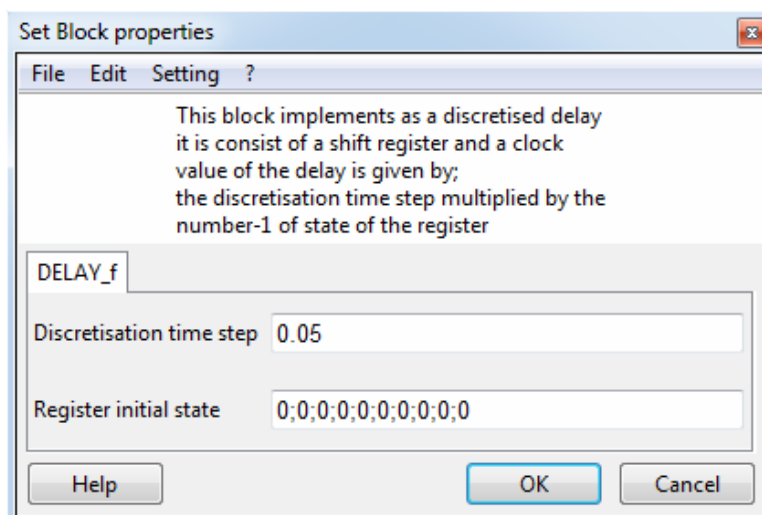 Set Block properties
File Edit Setting ?
This block implements as a discretised delay
it is consist of a shift register and a clock
value of the delay is given by;
the discretisation time step multiplied by the
number-1 of state of the register
DELAY_f
Discretisation time step 0.05
Register initial state 0;0;0;0;0;0;0;0;0;0
Help OK Cancel